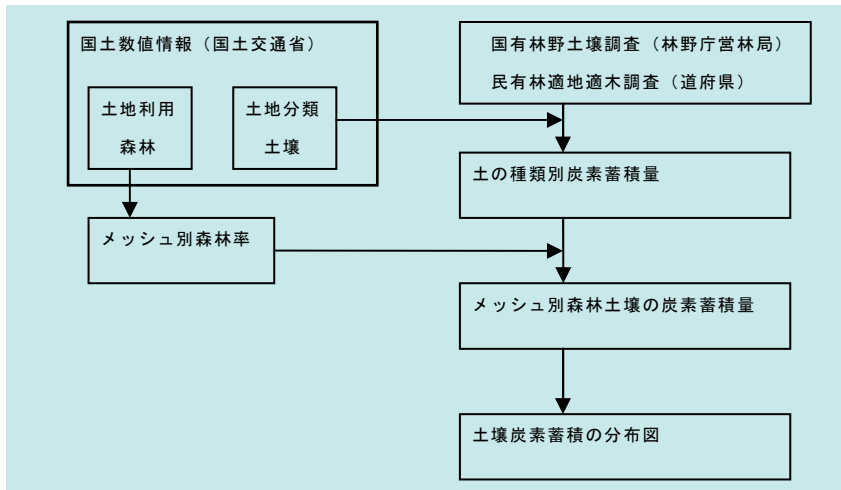 国土数値情報（国土交通省）
土地利用
森林
土地分類
土壌
国有林野土壌調査（林野庁営林局）
民有林適地適木調査（道府県）
土の種類別炭素蓄積量
メッシュ別森林率
メッシュ別森林土壌の炭素蓄積量
土壌炭素蓄積の分布図